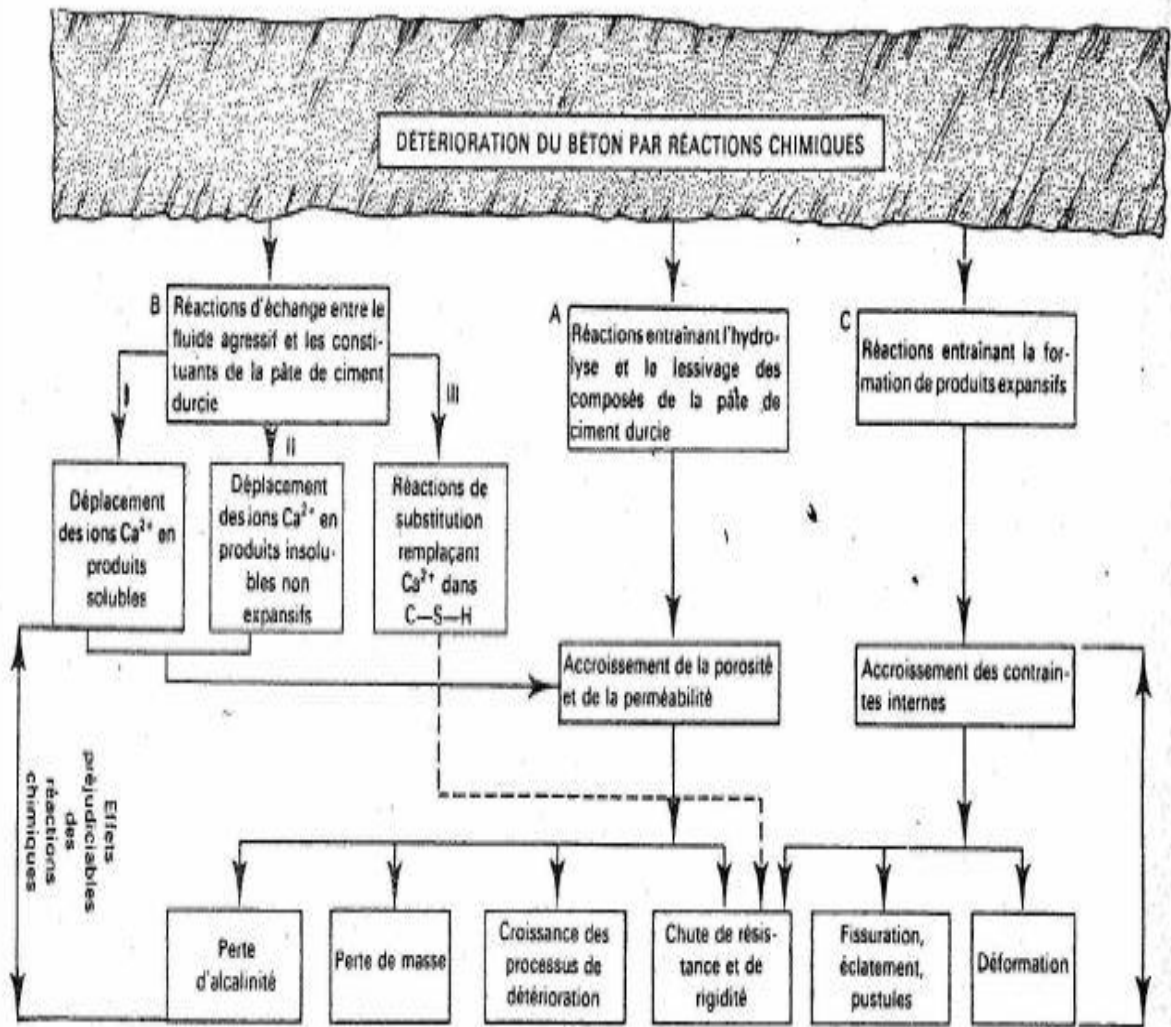 DÉTÉRIORATION DU BÉTON PAR RÉACTIONS CHIMIQUES
B
Réactions d'échange entre le
fluide agressif et les consti-
tuants de la pâte de ciment
durcie
A
Réactions entraînant l'hydro-
lyse et le lessivage des
composés de la pâte de
ciment durcie
C
Réactions entraînant la for-
mation de produits expansifs
I
II
III
Déplacement
des ions Ca²⁺ en
produits
solubles
Déplacement
des ions Ca²⁺ en
produits insolu-
bles non
expansifs
Réactions de
substitution
remplaçant
Ca²⁺ dans
C—S—H
Accroissement de la porosité
et de la perméabilité
Accroissement des contrain-
tes internes
Effets
préjudiciables
des
réactions
chimiques
Perte
d'alcalinité
Perte de masse
Croissance des
processus de
détérioration
Chute de résis-
tance et de
rigidité
Fissuration,
éclatement,
pustules
Déformation